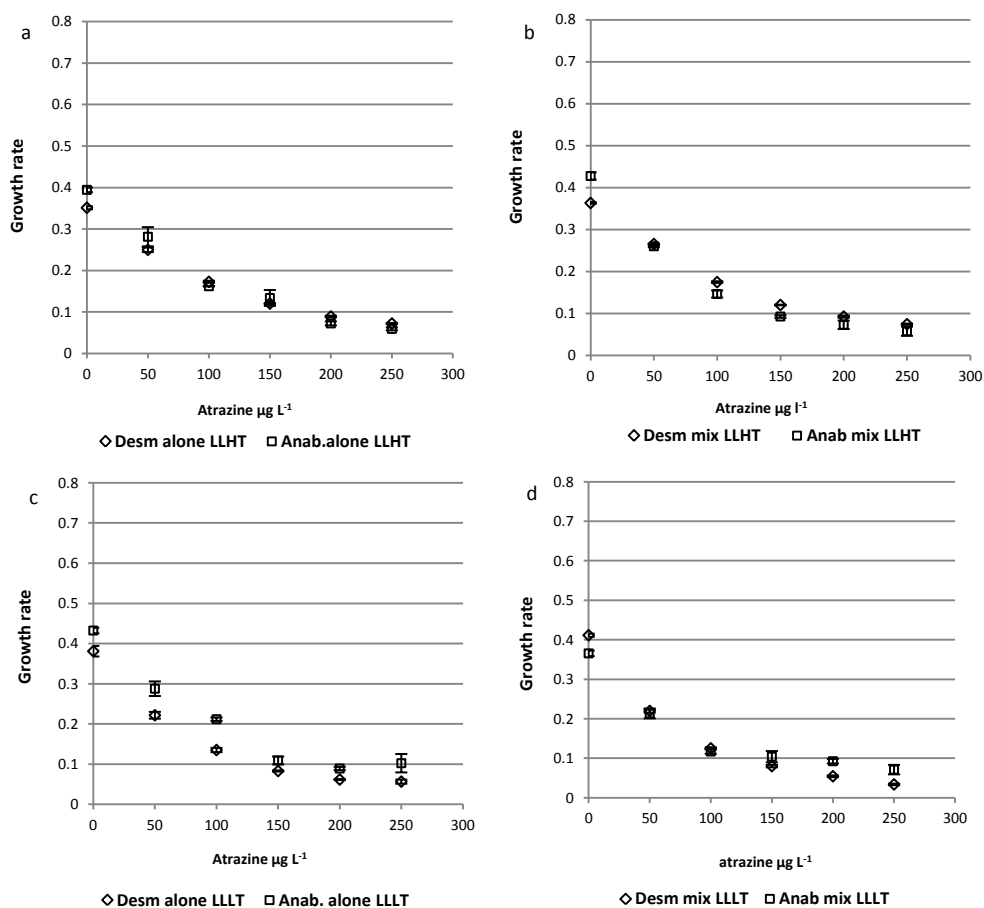 a
0.8
0.7
0.6
0.5
0.4
0.3
0.2
0.1
0
Growth rate
0 50 100 150 200 250 300
Atrazine µg L⁻¹
Desm alone LLHT Anab.alone LLHT
b
0.8
0.7
0.6
0.5
0.4
0.3
0.2
0.1
0
Growth rate
0 50 100 150 200 250 300
Atrazine µg l⁻¹
Desm mix LLHT Anab mix LLHT
c
0.8
0.7
0.6
0.5
0.4
0.3
0.2
0.1
0
Growth rate
0 50 100 150 200 250 300
Atrazine µg L⁻¹
Desm alone LLLT Anab. alone LLLT
d
0.8
0.7
0.6
0.5
0.4
0.3
0.2
0.1
0
Growth rate
0 50 100 150 200 250 300
atrazine µg l⁻¹
Desm mix LLLT Anab mix LLLT